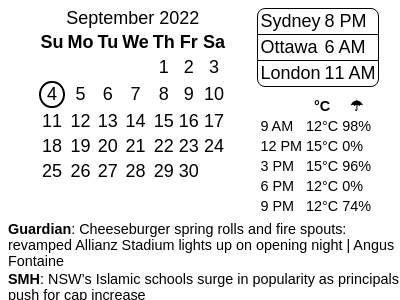 September 2022
Su Mo Tu We Th Fr Sa
1 2 3
4 5 6 7 8 9 10
11 12 13 14 15 16 17
18 19 20 21 22 23 24
25 26 27 28 29 30
Sydney 8 PM
Ottawa 6 AM
London 11 AM
°C ☂
9 AM 12°C 98%
12 PM 15°C 0%
3 PM 15°C 96%
6 PM 12°C 0%
9 PM 12°C 74%
Guardian: Cheeseburger spring rolls and fire spouts:
revamped Allianz Stadium lights up on opening night | Angus
Fontaine
SMH: NSW's Islamic schools surge in popularity as principals
push for cap increase